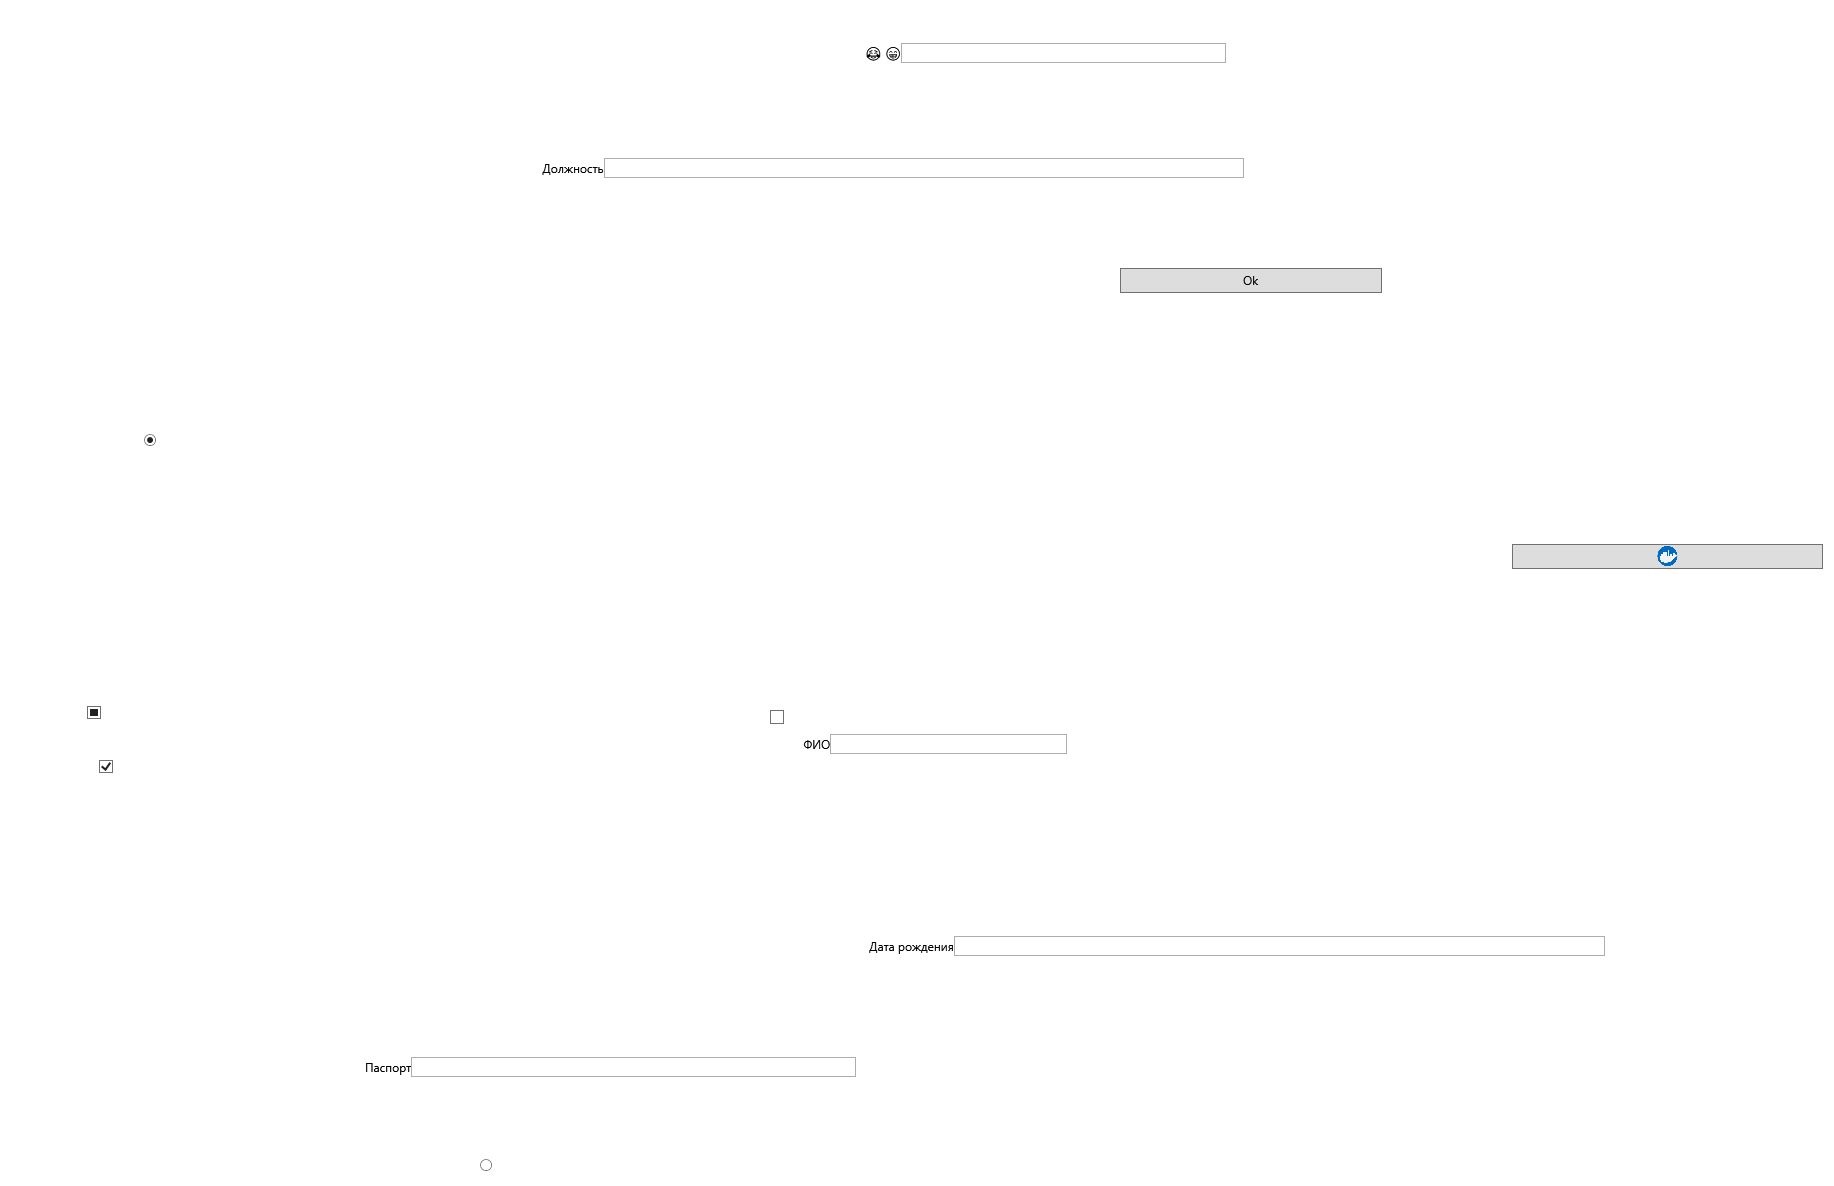 😂 😁
Должность
Ok
ФИО
Дата рождения
Паспорт